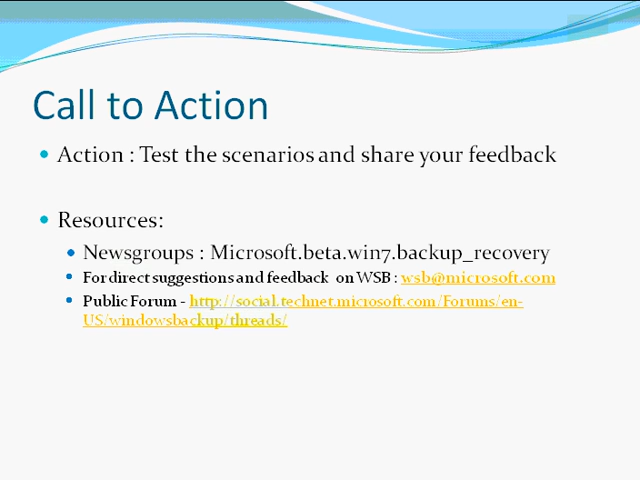 Call to Action
Action : Test the scenarios and share your feedback
Resources:
Newsgroups : Microsoft.beta.win7.backup_recovery
For direct suggestions and feedback on WSB : wsb@microsoft.com
Public Forum - http://social.technet.microsoft.com/Forums/en-
US/windowsbackup/threads/